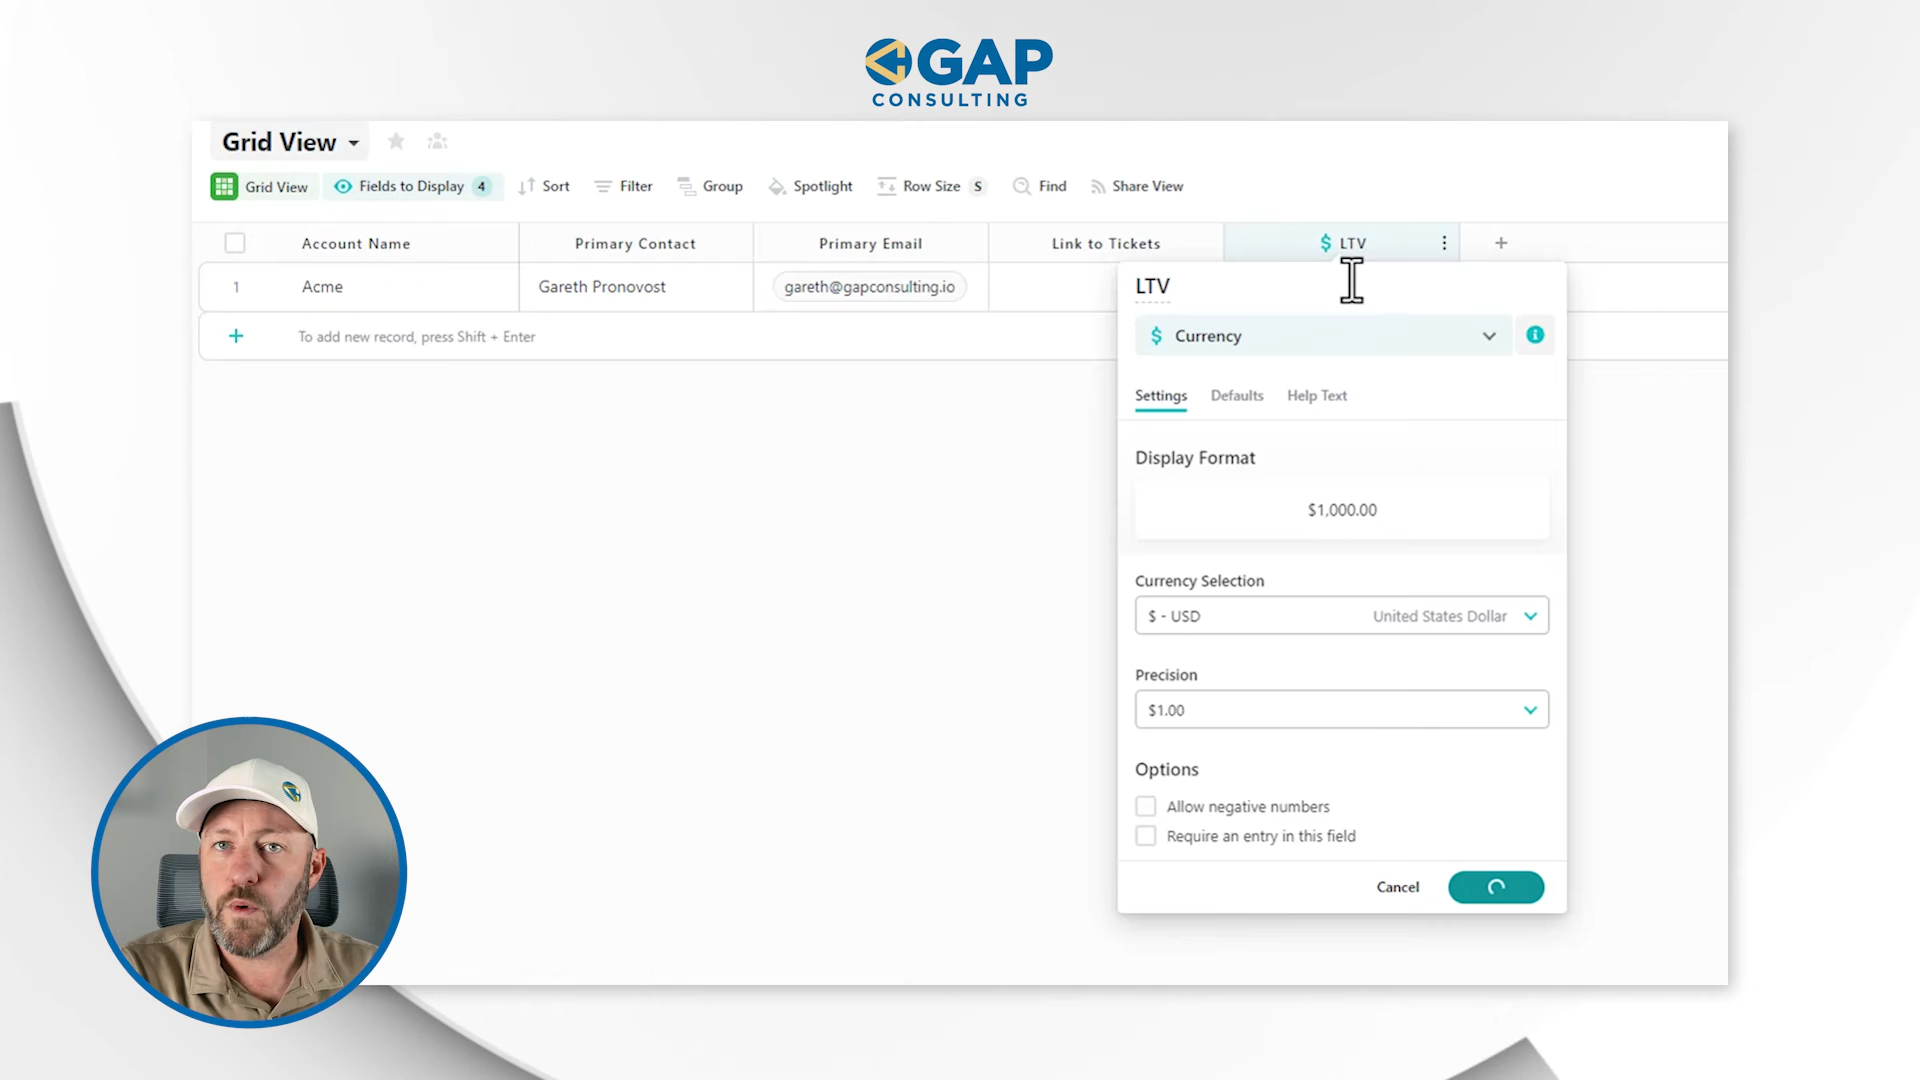 GAP
CONSULTING
Grid View
Grid View Fields to Display 4 Sort Filter Group Spotlight Row Size S Find Share View
Account Name Primary Contact Primary Email Link to Tickets $ LTV +
1 Acme Gareth Pronovost gareth@gapconsulting.io
+ To add new record, press Shift + Enter
LTV
$ Currency
Settings Defaults Help Text
Display Format
$1,000.00
Currency Selection
$ - USD United States Dollar
Precision
$1.00
Options
Allow negative numbers
Require an entry in this field
Cancel